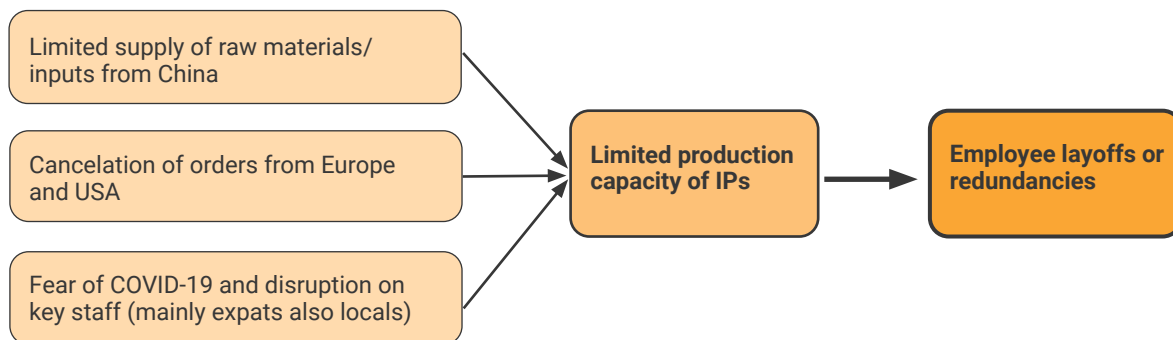 Limited supply of raw materials/
inputs from China
Cancelation of orders from Europe
and USA
Fear of COVID-19 and disruption on
key staff (mainly expats also locals)
Limited production
capacity of IPs
Employee layoffs or
redundancies